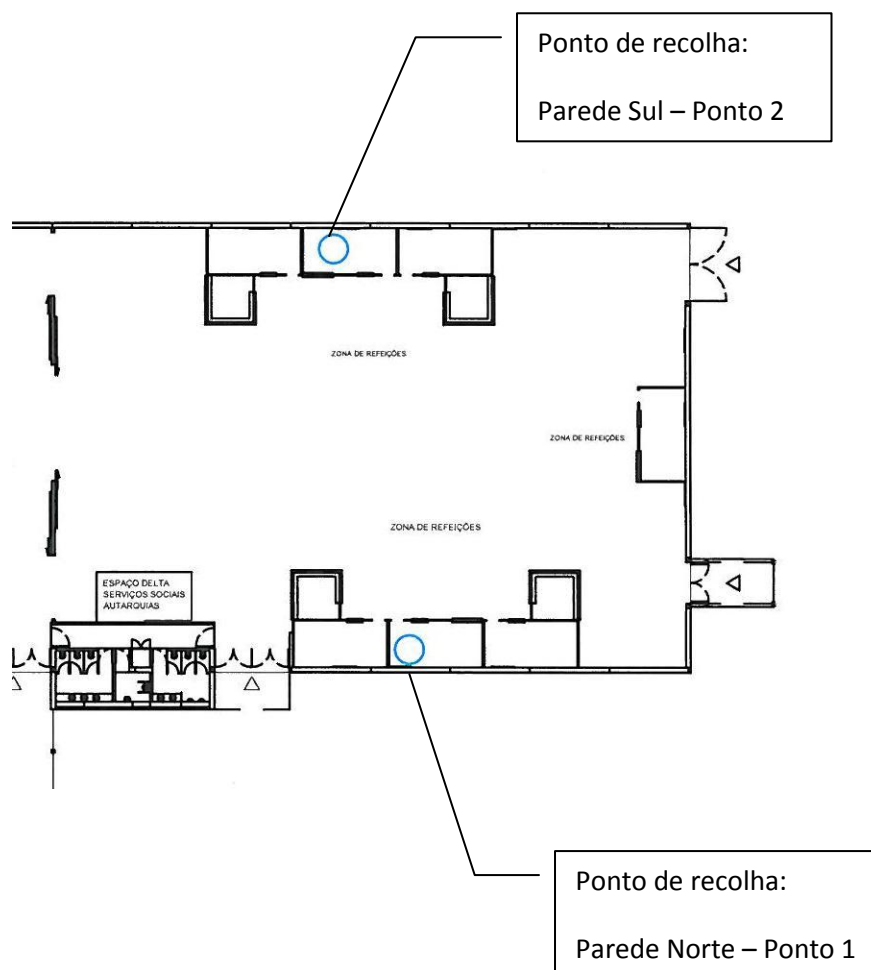 Ponto de recolha:
Parede Sul – Ponto 2
ZONA DE REFEIÇÕES
ZONA DE REFEIÇÕES
ZONA DE REFEIÇÕES
ESPAÇO DELTA
SERVIÇOS SOCIAIS
AUTARQUIAS
Ponto de recolha:
Parede Norte – Ponto 1